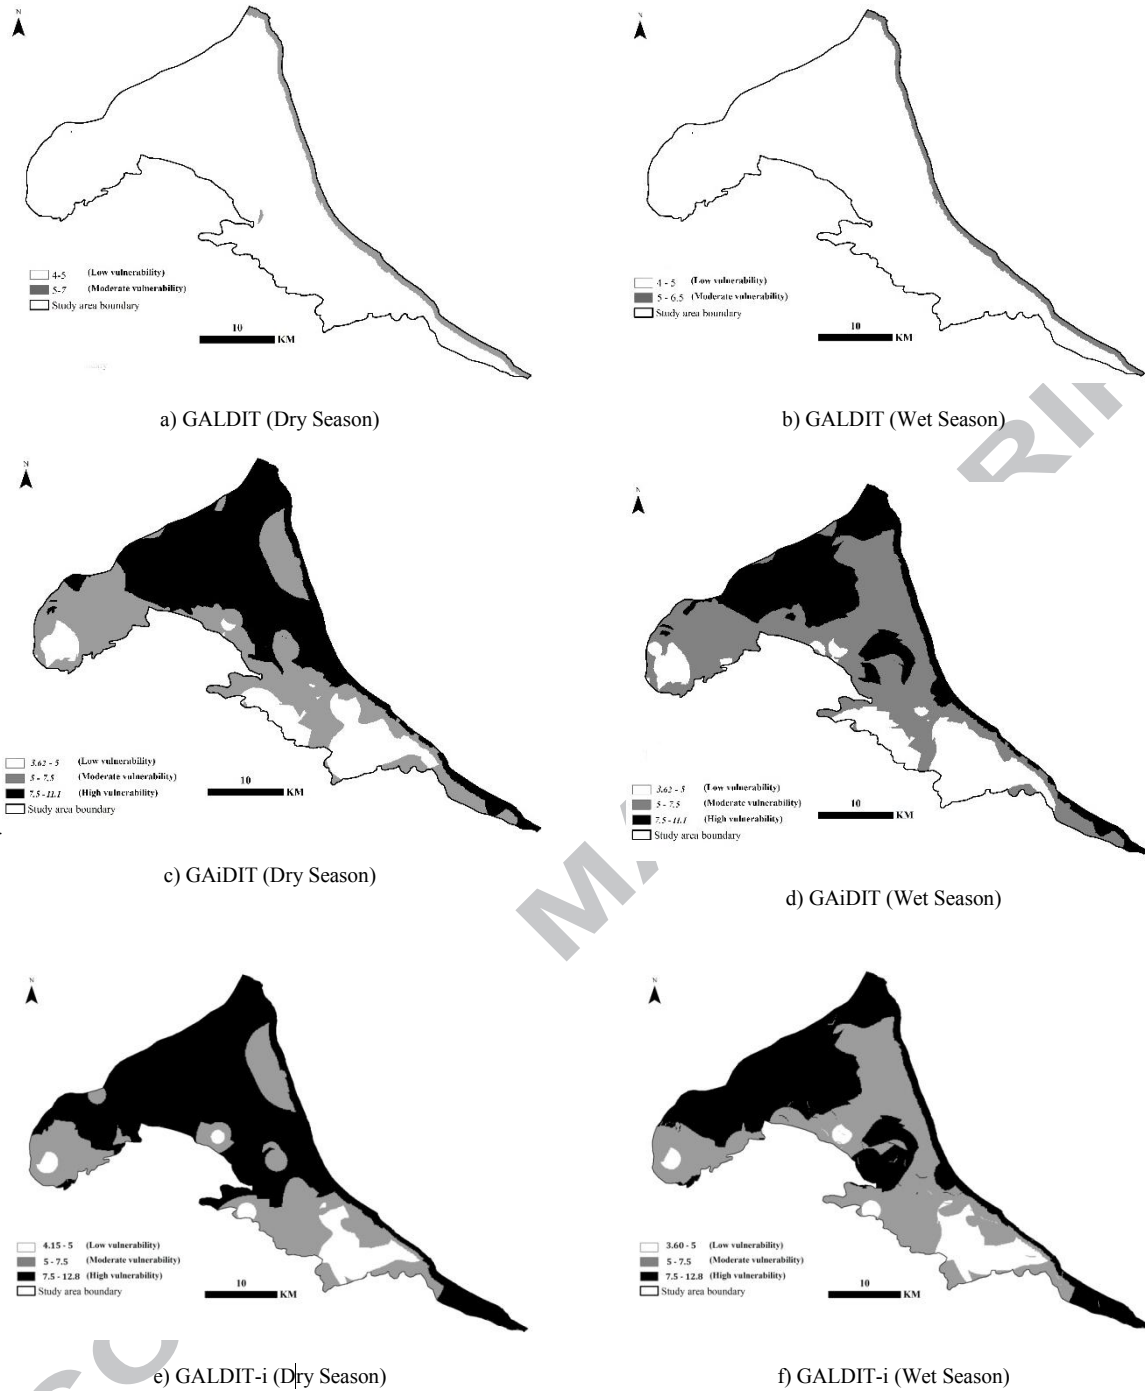 N
N
4-5 (Low vulnerability)
5-7 (Moderate vulnerability)
Study area boundary
10
KM
4 - 5 (Low vulnerability)
5 - 6.5 (Moderate vulnerability)
Study area boundary
10
KM
a) GALDIT (Dry Season)
b) GALDIT (Wet Season)
N
N
3.62 - 5 (Low vulnerability)
5 - 7.5 (Moderate vulnerability)
7.5 - 11.1 (High vulnerability)
Study area boundary
10
KM
3.62 - 5 (Low vulnerability)
5 - 7.5 (Moderate vulnerability)
7.5 - 11.1 (High vulnerability)
Study area boundary
10
KM
c) GAiDIT (Dry Season)
d) GAiDIT (Wet Season)
N
N
4.15 - 5 (Low vulnerability)
5 - 7.5 (Moderate vulnerability)
7.5 - 12.8 (High vulnerability)
Study area boundary
10
KM
3.60 - 5 (Low vulnerability)
5 - 7.5 (Moderate vulnerability)
7.5 - 12.8 (High vulnerability)
Study area boundary
10
KM
e) GALDIT-i (Dry Season)
f) GALDIT-i (Wet Season)